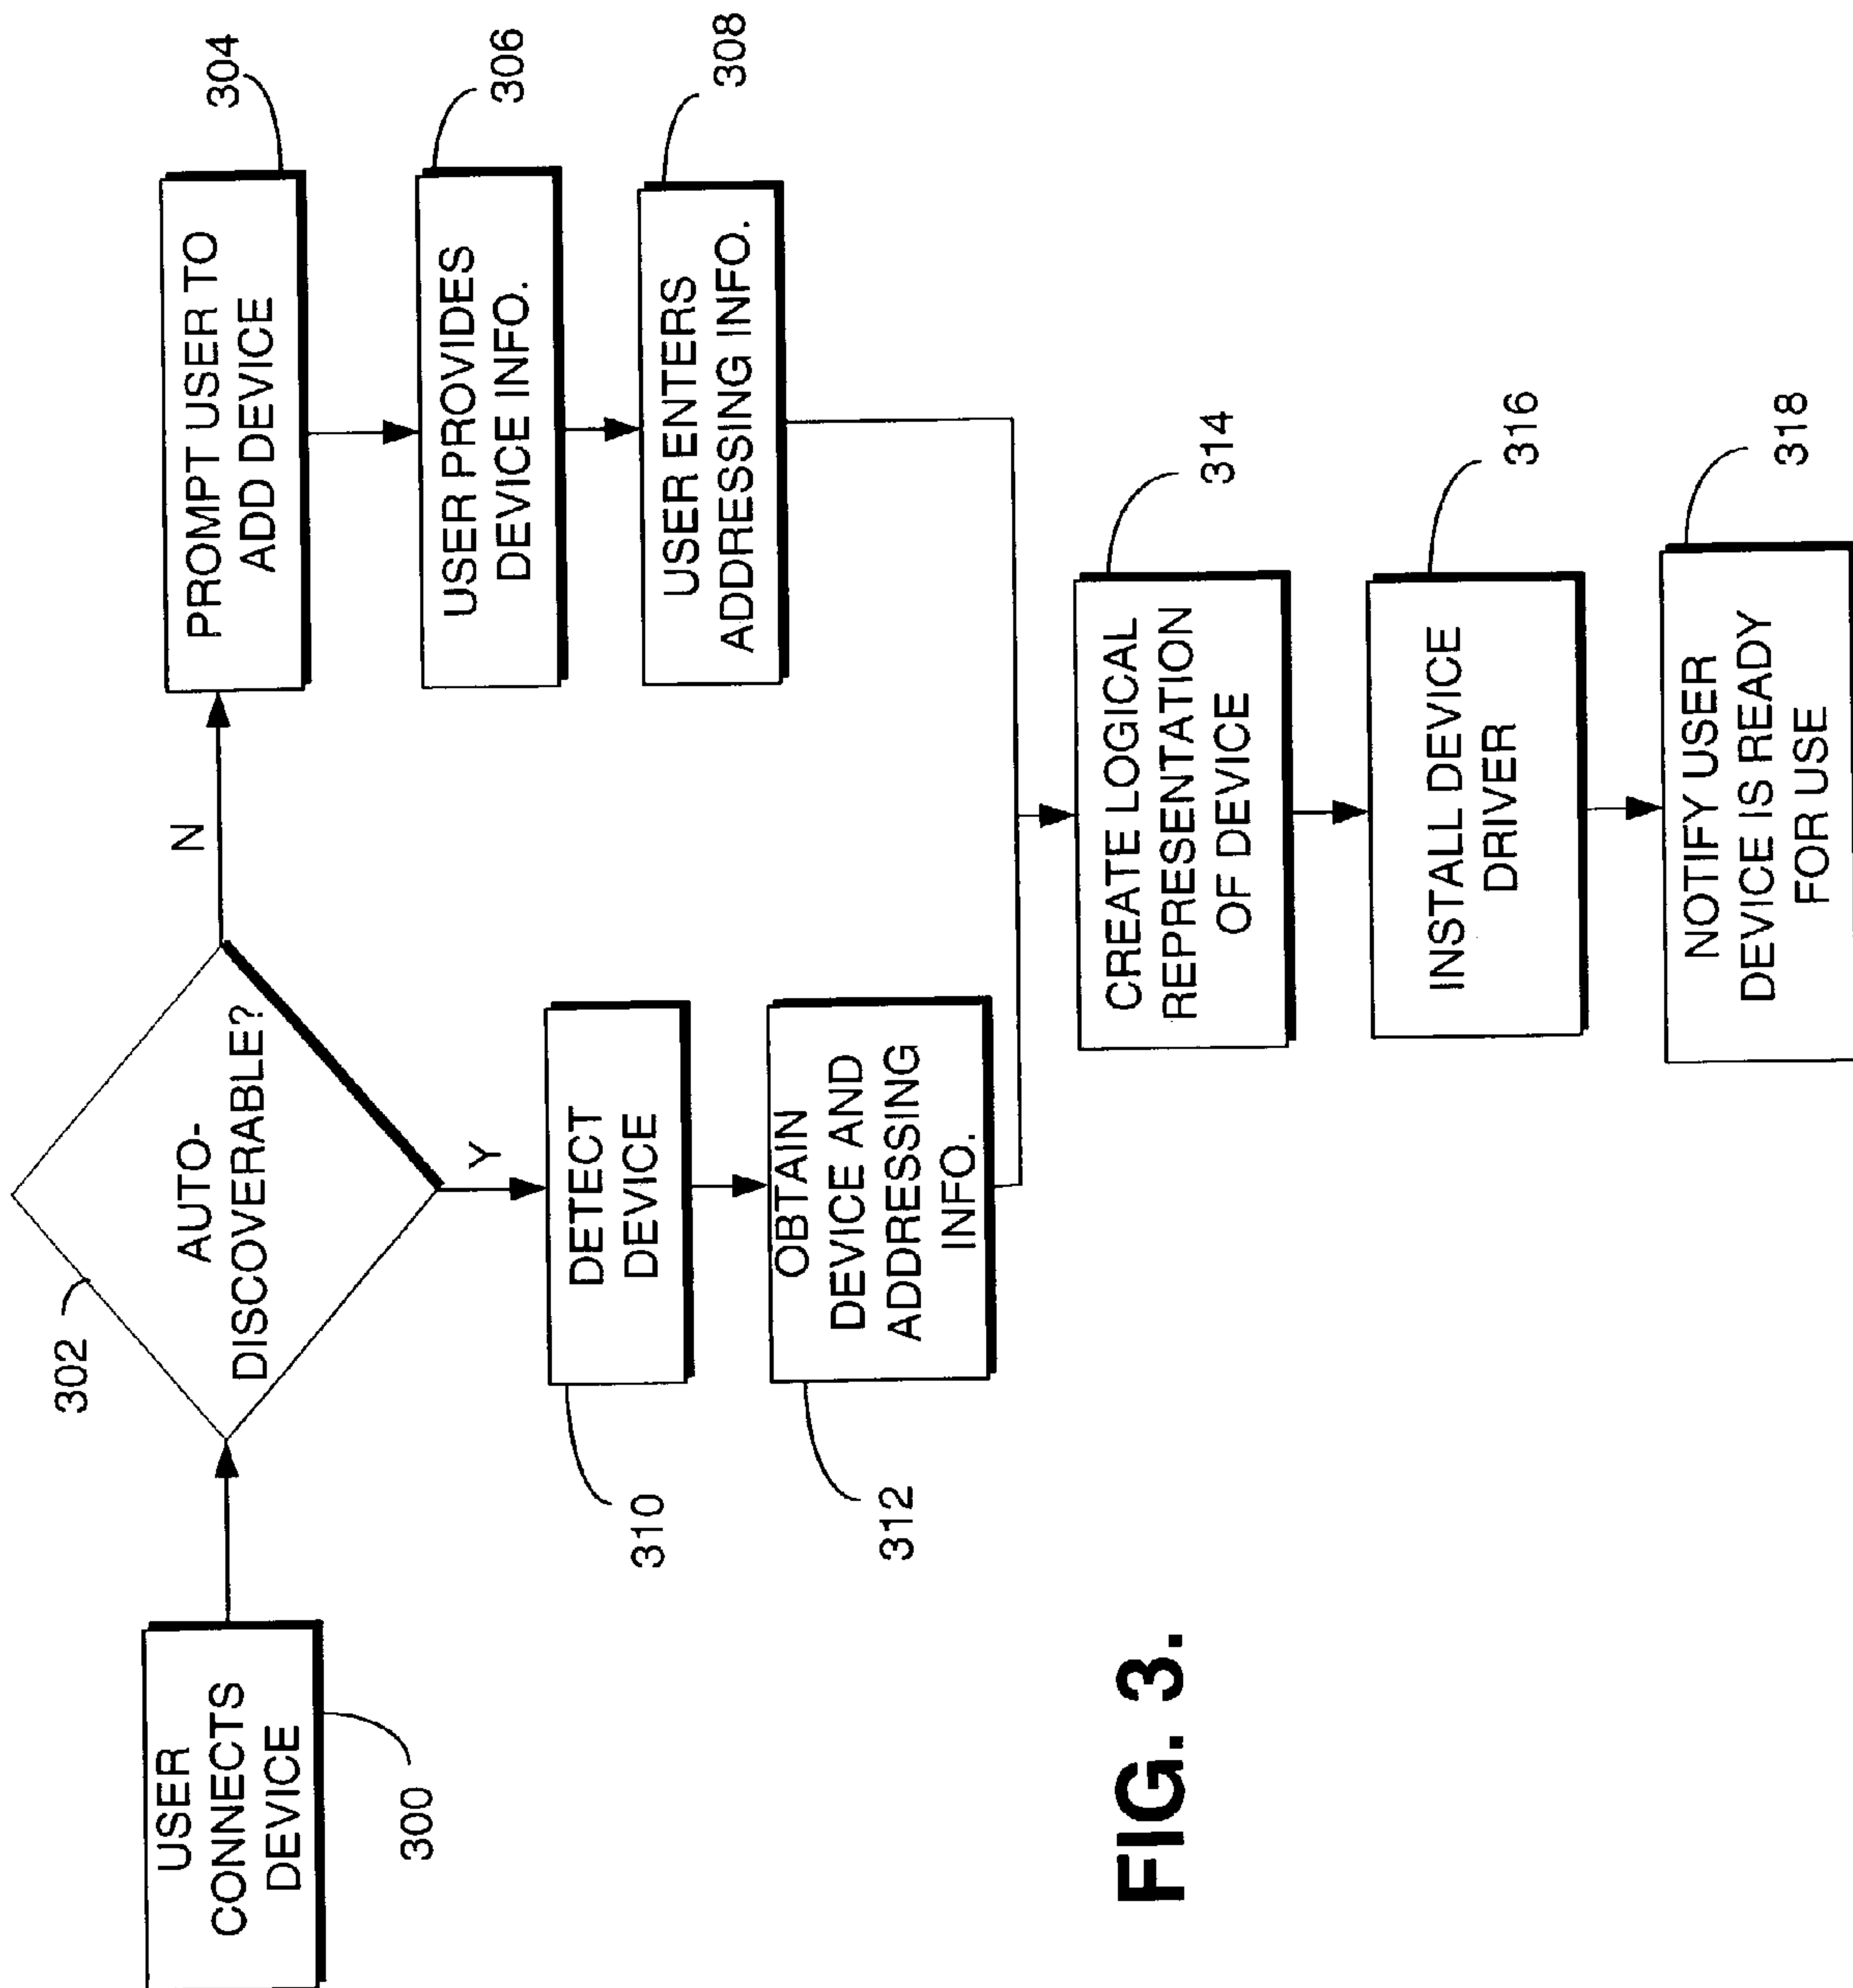 USER
CONNECTS
DEVICE
300
302
AUTO-
DISCOVERABLE?
N
Y
PROMPT USER TO
ADD DEVICE
304
USER PROVIDES
DEVICE INFO.
306
USER ENTERS
ADDRESSING INFO.
308
DETECT
DEVICE
310
OBTAIN
DEVICE AND
ADDRESSING
INFO.
312
CREATE LOGICAL
REPRESENTATION
OF DEVICE
314
INSTALL DEVICE
DRIVER
316
NOTIFY USER
DEVICE IS READY
FOR USE
318
FIG. 3.